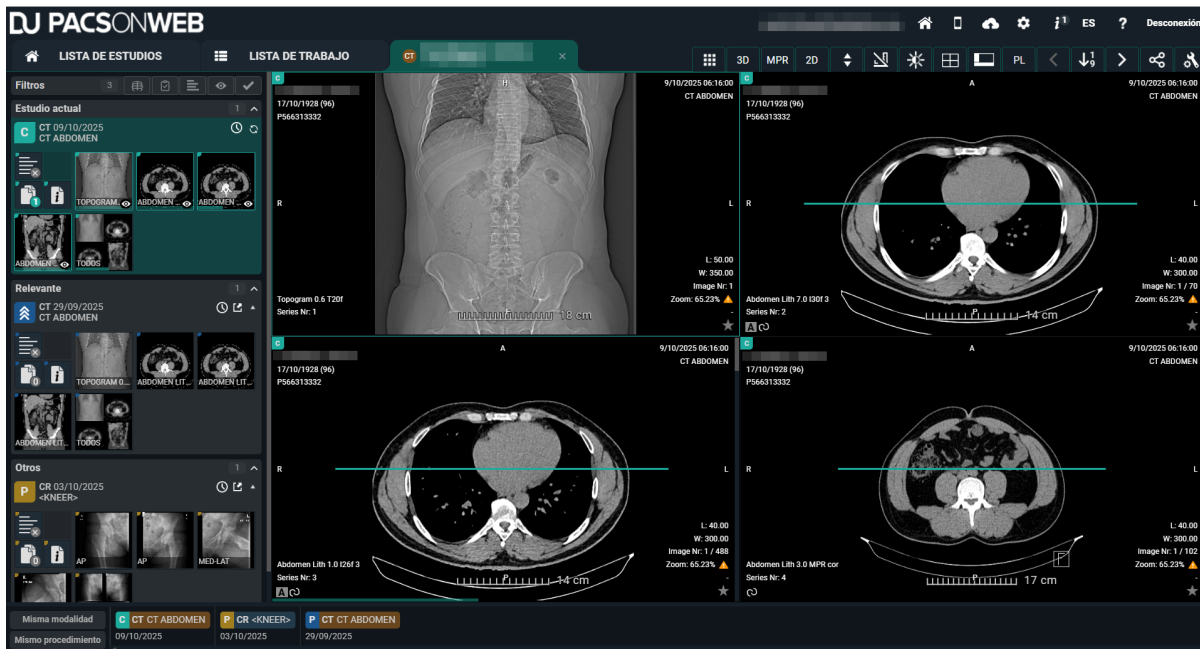 DU PACSONWEB
i1 ES ? Desconexión
LISTA DE ESTUDIOS
LISTA DE TRABAJO
CT
×
3D MPR 2D PL
Filtros 3
Estudio actual 1
C CT 09/10/2025
CT ABDOMEN
1 i TOPOGRAM... ABDOMEN ... ABDOMEN ...
ABDOMEN ... TODOS
Relevante 1
CT 29/09/2025
CT ABDOMEN
0 i TOPOGRAM 0.... ABDOMEN LIT... ABDOMEN LIT...
ABDOMEN LIT... TODOS
Otros 1
P CR 03/10/2025
<KNEER>
0 i AP AP MED-LAT
C
17/10/1928 (96)
P566313332
H
9/10/2025 06:16:00
CT ABDOMEN
R
L
L: 50.00
W: 350.00
Image Nr: 1
Zoom: 65.23%
Topogram 0.6 T20f
Series Nr: 1
F
18 cm
C
17/10/1928 (96)
P566313332
A
9/10/2025 06:16:00
CT ABDOMEN
R
L
L: 40.00
W: 300.00
Image Nr: 1 / 70
Zoom: 65.23%
Abdomen Lith 7.0 I30f 3
Series Nr: 2
A
P
14 cm
C
17/10/1928 (96)
P566313332
A
9/10/2025 06:16:00
CT ABDOMEN
R
L
L: 40.00
W: 300.00
Image Nr: 1 / 488
Zoom: 65.23%
Abdomen Lith 1.0 I26f 3
Series Nr: 3
A
P
14 cm
C
17/10/1928 (96)
P566313332
A
9/10/2025 06:16:00
CT ABDOMEN
R
L
L: 40.00
W: 300.00
Image Nr: 1 / 102
Zoom: 65.23%
Abdomen Lith 3.0 MPR cor
Series Nr: 4
F
P
17 cm
Misma modalidad
Mismo procedimiento
C CT CT ABDOMEN
09/10/2025
P CR <KNEER>
03/10/2025
P CT CT ABDOMEN
29/09/2025